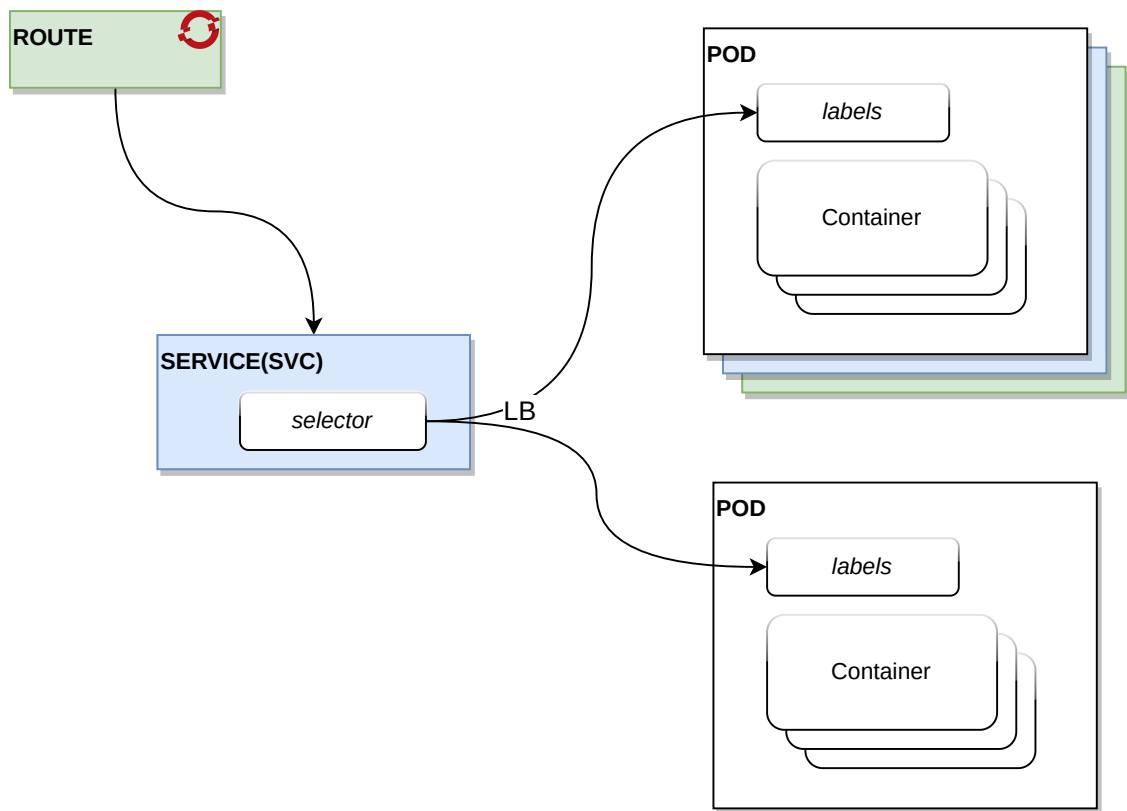 ROUTE
POD
labels
Container
SERVICE(SVC)
selector
LB
POD
labels
Container